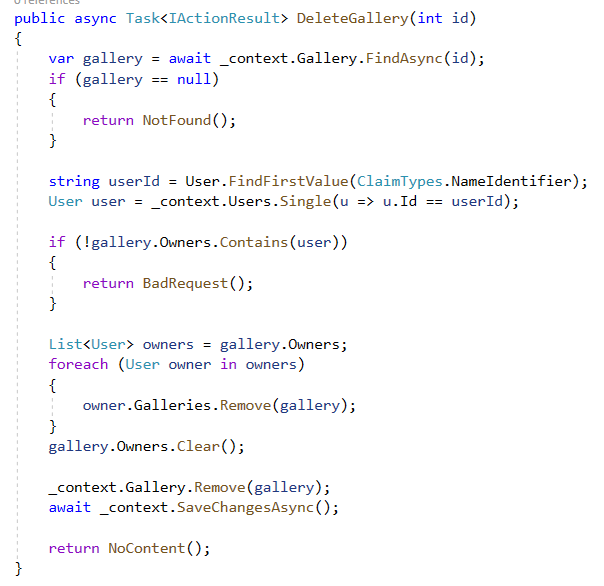 0 references
public async Task<IActionResult> DeleteGallery(int id)
{
    var gallery = await _context.Gallery.FindAsync(id);
    if (gallery == null)
    {
        return NotFound();
    }

    string userId = User.FindFirstValue(ClaimTypes.NameIdentifier);
    User user = _context.Users.Single(u => u.Id == userId);

    if (!gallery.Owners.Contains(user))
    {
        return BadRequest();
    }

    List<User> owners = gallery.Owners;
    foreach (User owner in owners)
    {
        owner.Galleries.Remove(gallery);
    }
    gallery.Owners.Clear();

    _context.Gallery.Remove(gallery);
    await _context.SaveChangesAsync();

    return NoContent();
}